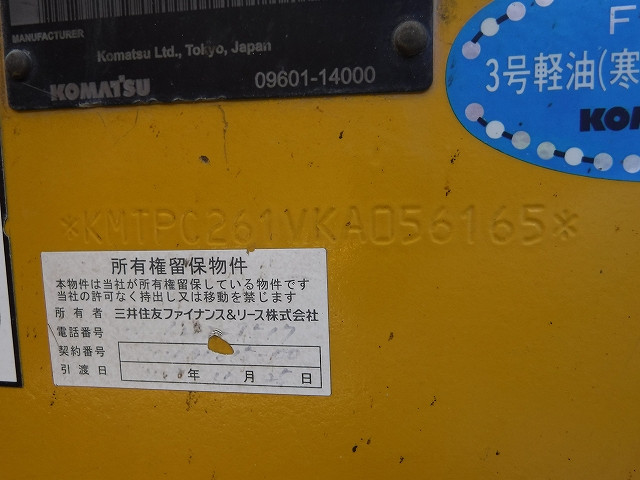 MANUFACTURER
Komatsu Ltd., Tokyo, Japan
KOMATSU
09601-14000
F
3号軽油(寒
KOM
*KMTPC261VKA056165*
所有権留保物件
本物件は当社が所有権留保している物件です
当社の許可なく持出し又は移動を禁じます
所有者 三井住友ファイナンス&リース株式会社
電話番号
契約番号
引渡日 年 月 日